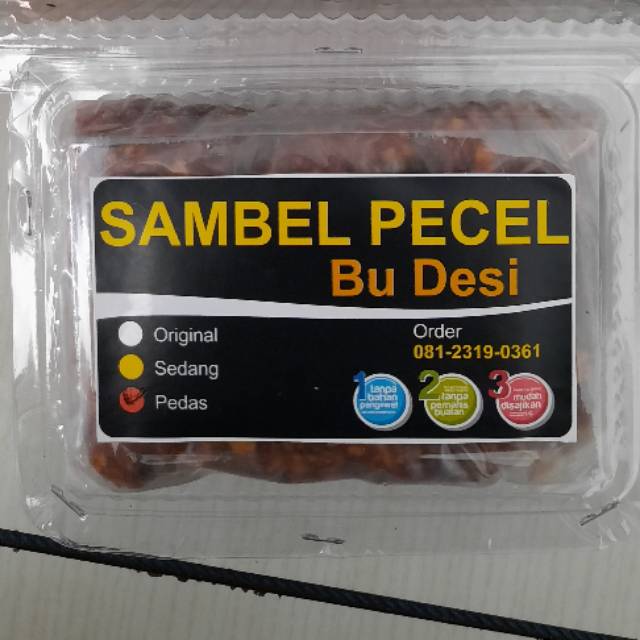 SAMBEL PECEL
Bu Desi
Original
Sedang
Pedas
Order
081-2319-0361
1
tanpa
bahan
pengawet
2
tanpa
pemanis
buatan
3
mudah
disajikan